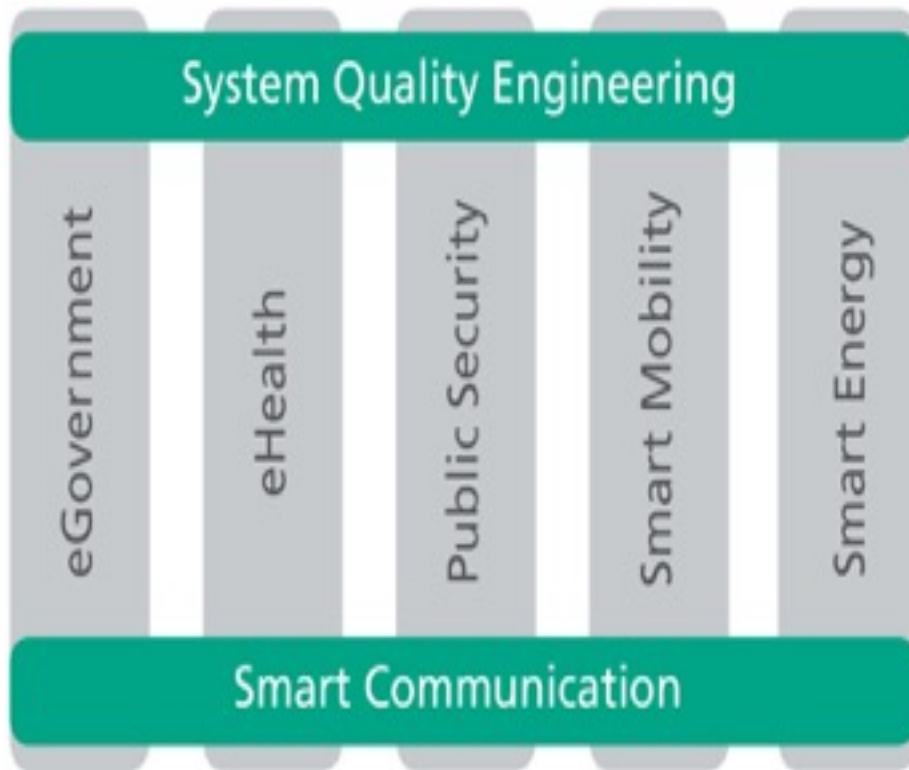 System Quality Engineering
eGovernment
eHealth
Public Security
Smart Mobility
Smart Energy
Smart Communication